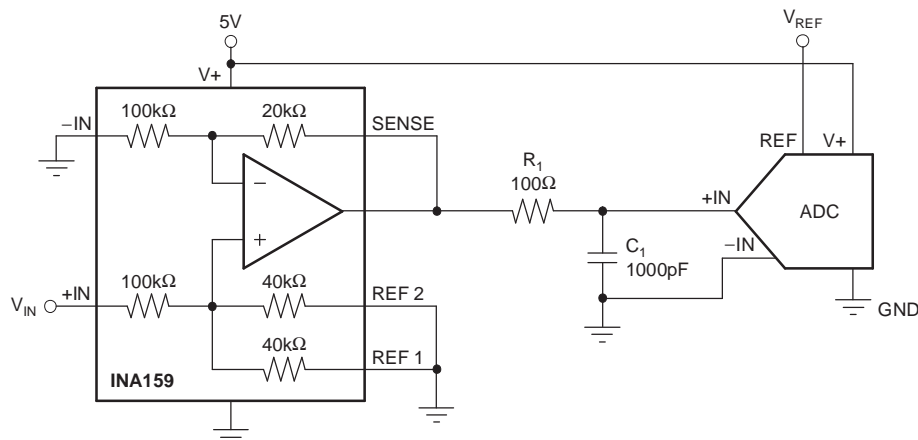 5V
V+
VREF
−IN
100kΩ
20kΩ
SENSE
REF
V+
R1
100Ω
−
+
+IN
ADC
−IN
C1
1000pF
VIN
+IN
100kΩ
40kΩ
REF 2
40kΩ
REF 1
INA159
GND